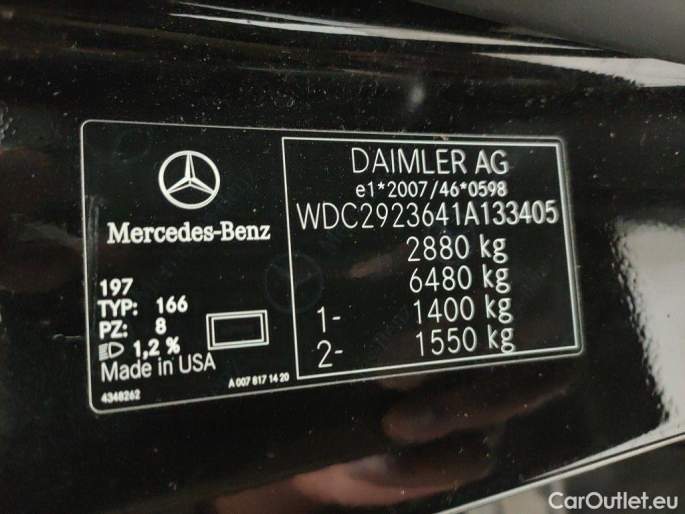 Mercedes-Benz
197
TYP: 166
PZ: 8
1,2 %
Made in USA
4348262
A 007 817 14 20
DAIMLER AG
e1*2007/46*0598
WDC2923641A133405
2880 kg
6480 kg
1- 1400 kg
2- 1550 kg
CarOutlet.eu